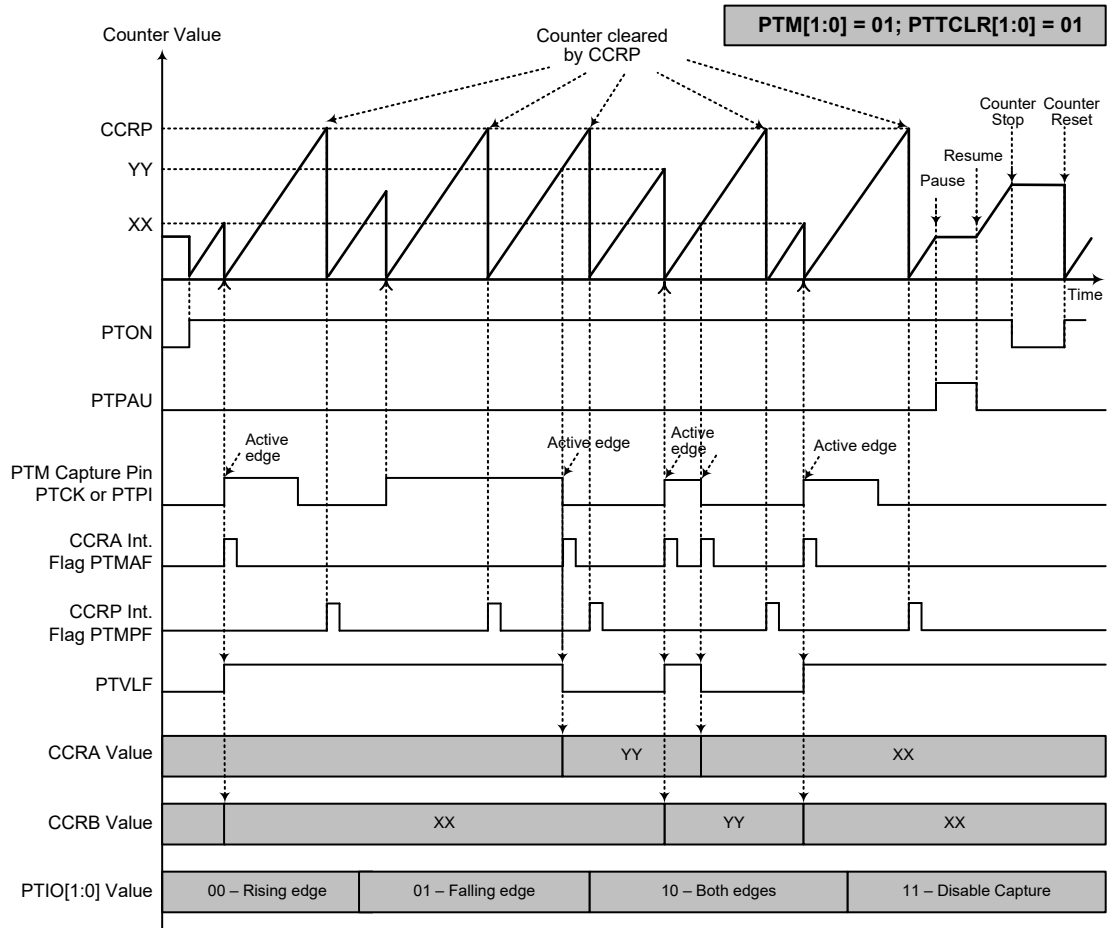 PTM[1:0] = 01; PTTCLR[1:0] = 01
Counter Value
Counter cleared
by CCRP
CCRP
YY
XX
Counter
Stop
Counter
Reset
Resume
Pause
Time
PTON
PTPAU
Active
edge
Active edge
Active
edge
Active edge
PTM Capture Pin
PTCK or PTPI
CCRA Int.
Flag PTMAF
CCRP Int.
Flag PTMPF
PTVLF
CCRA Value
YY
XX
CCRB Value
XX
YY
XX
PTIO[1:0] Value
00 – Rising edge
01 – Falling edge
10 – Both edges
11 – Disable Capture